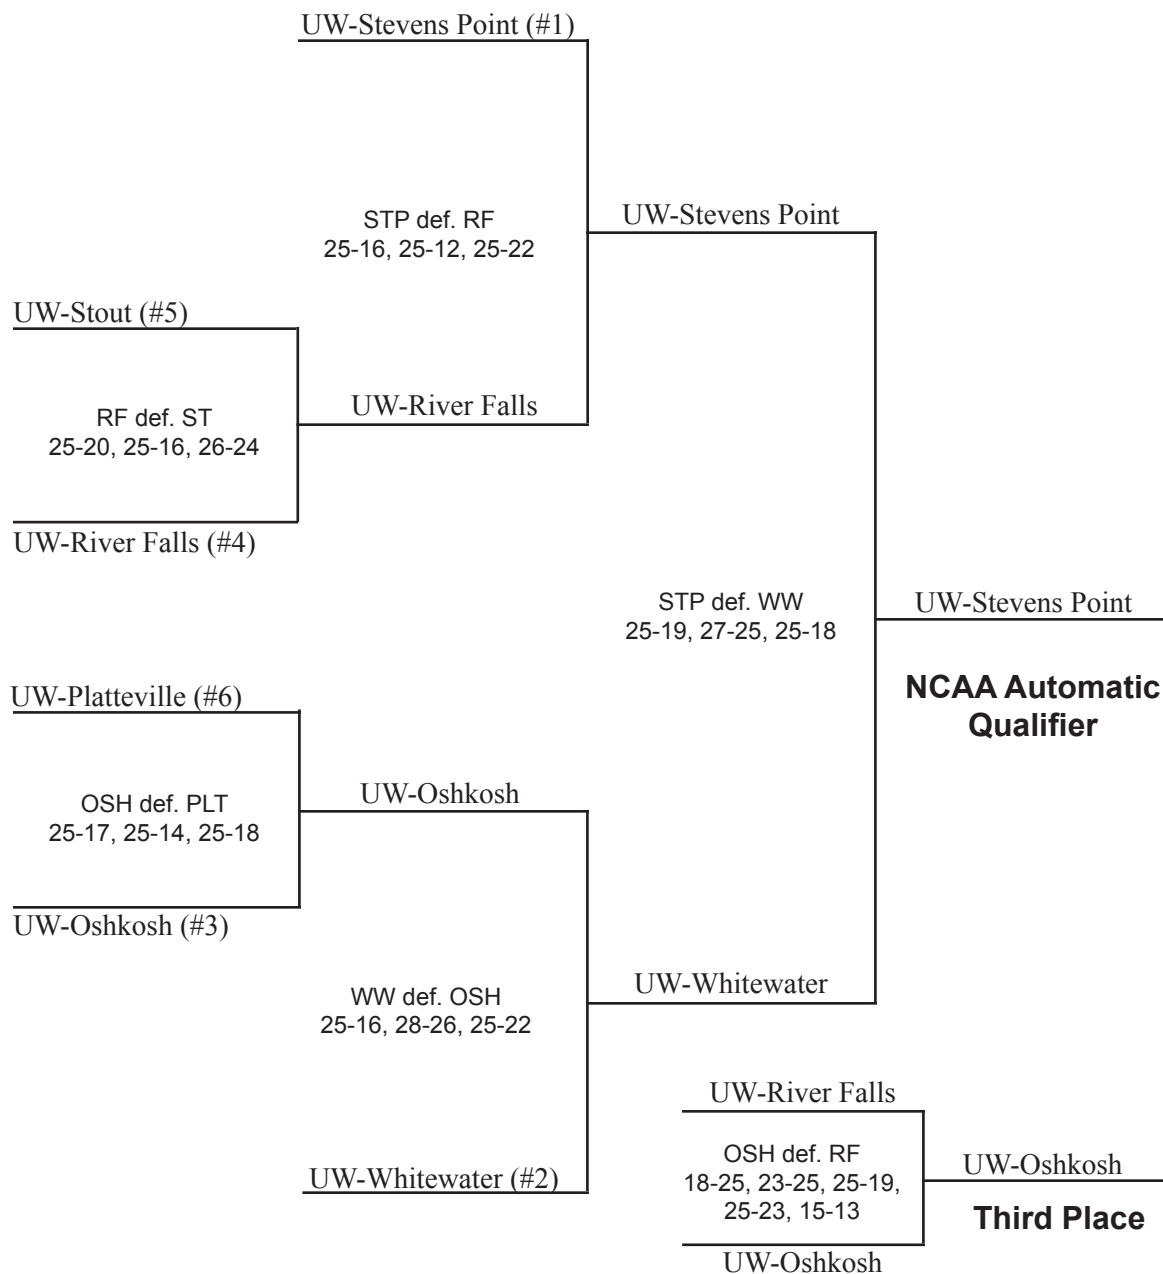 UW-Stevens Point (#1)
STP def. RF
25-16, 25-12, 25-22
UW-Stevens Point
UW-Stout (#5)
RF def. ST
25-20, 25-16, 26-24
UW-River Falls
UW-River Falls (#4)
STP def. WW
25-19, 27-25, 25-18
UW-Stevens Point
NCAA Automatic
Qualifier
UW-Platteville (#6)
OSH def. PLT
25-17, 25-14, 25-18
UW-Oshkosh
UW-Oshkosh (#3)
WW def. OSH
25-16, 28-26, 25-22
UW-Whitewater
UW-Whitewater (#2)
UW-River Falls
OSH def. RF
18-25, 23-25, 25-19,
25-23, 15-13
UW-Oshkosh
UW-Oshkosh
Third Place